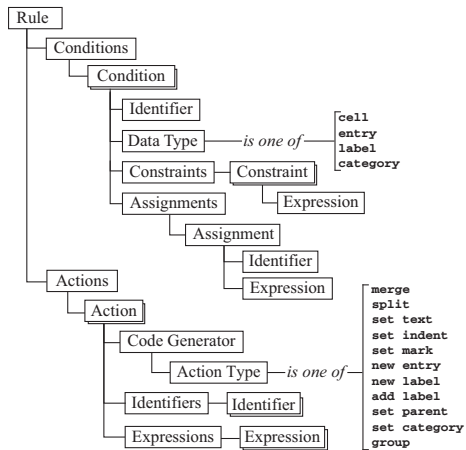 Rule
Conditions
Condition
Identifier
Data Type
is one of
cell
entry
label
category
Constraints
Constraint
Expression
Assignments
Assignment
Identifier
Expression
Actions
Action
Code Generator
Action Type
is one of
merge
split
set text
set indent
set mark
new entry
new label
add label
set parent
set category
group
Identifiers
Identifier
Expressions
Expression